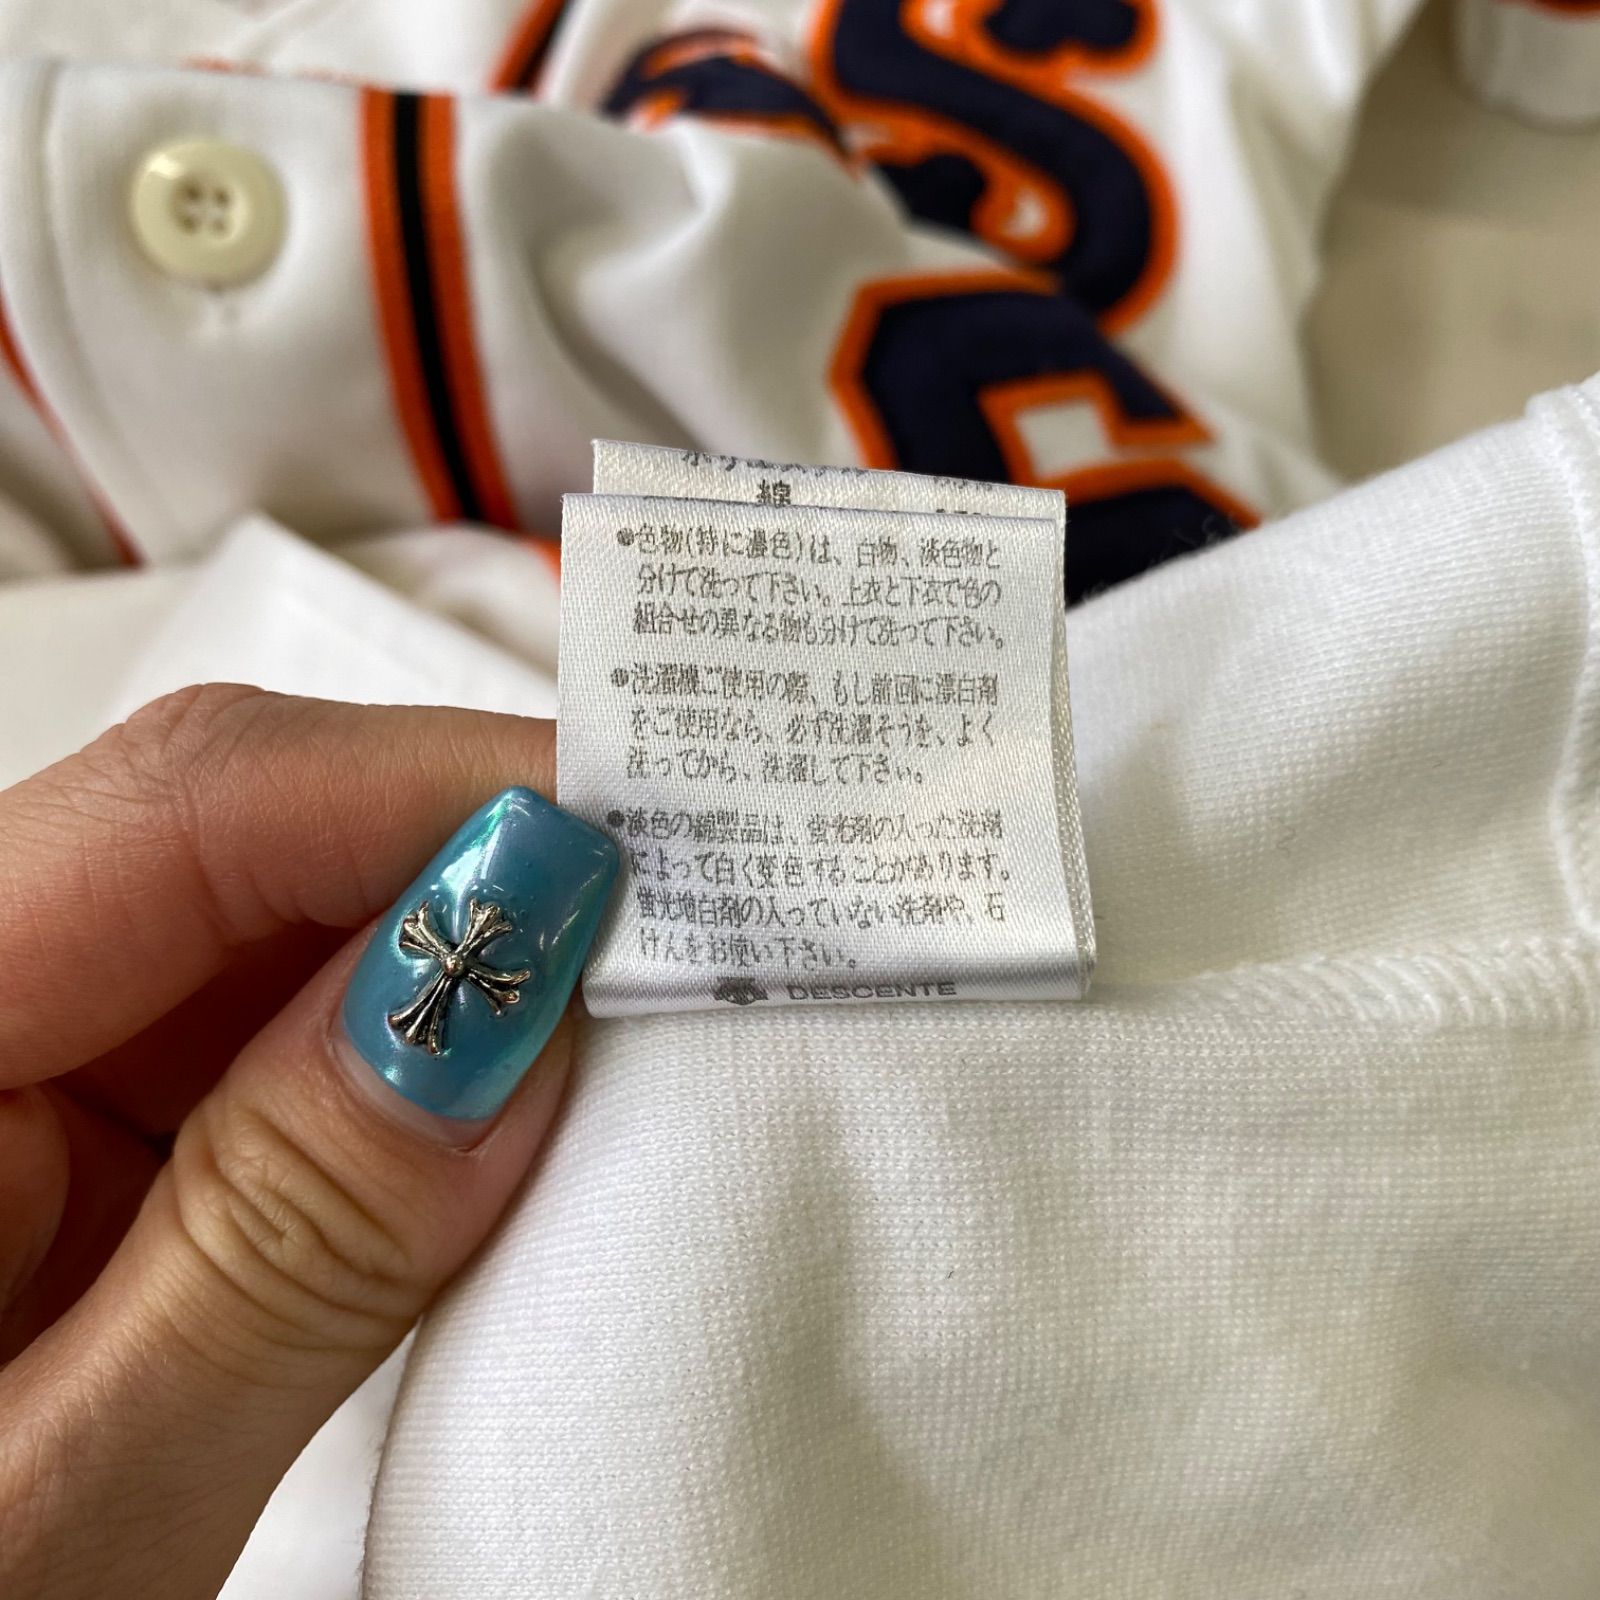 綿
●色物(特に濃色)は、白物、淡色物と
分けて洗って下さい。上衣と下衣で色の
組合せの異なる物も分けて洗って下さい。
●洗濯機ご使用の際、もし前回に漂白剤
をご使用なら、必ず洗濯そうを、よく
洗ってから、洗濯して下さい。
●淡色の綿製品は、蛍光剤の入った洗剤
によって白く変色することがあります。
蛍光増白剤の入っていない洗剤や、石
けんをお使い下さい。
DESCENTE